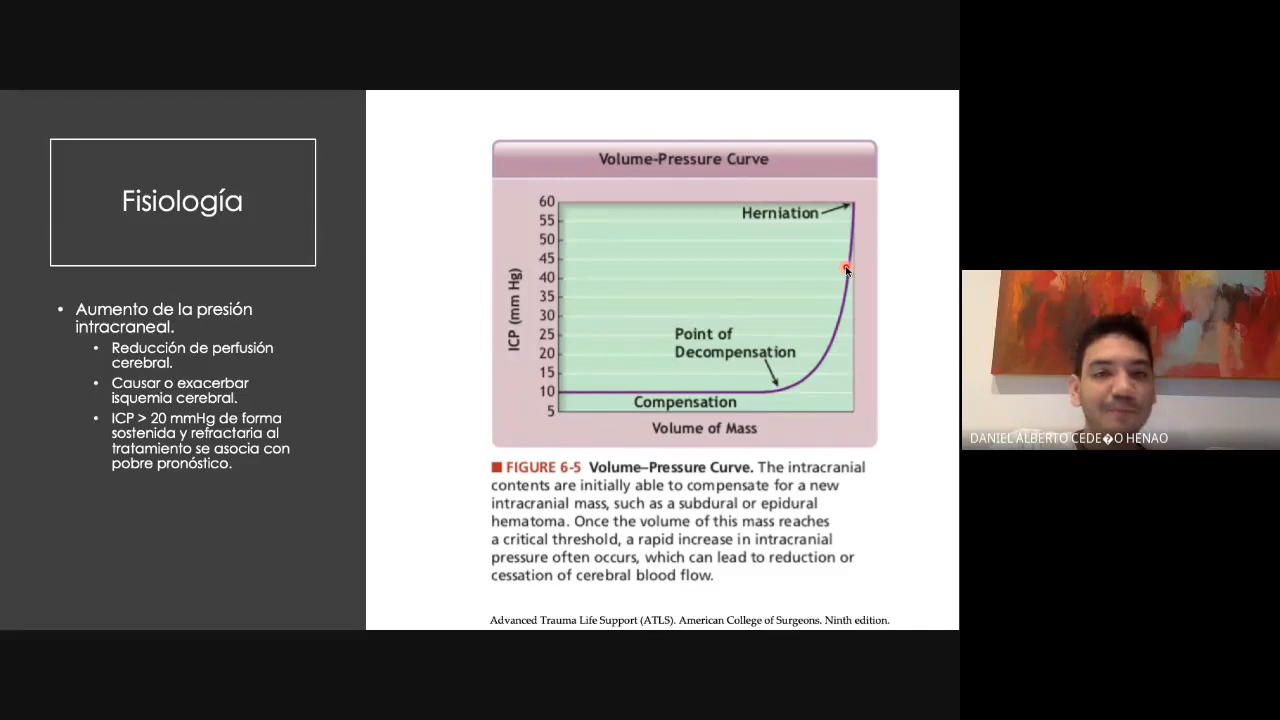 Fisiología
• Aumento de la presión
intracraneal.
• Reducción de perfusión
cerebral.
• Causar o exacerbar
isquemia cerebral.
• ICP > 20 mmHg de forma
sostenida y refractaria al
tratamiento se asocia con
pobre pronóstico.
Volume-Pressure Curve
60
55
50
45
40
35
30
25
20
15
10
5
ICP (mm Hg)
Herniation
Point of
Decompensation
Compensation
Volume of Mass
■ FIGURE 6-5 Volume–Pressure Curve. The intracranial
contents are initially able to compensate for a new
intracranial mass, such as a subdural or epidural
hematoma. Once the volume of this mass reaches
a critical threshold, a rapid increase in intracranial
pressure often occurs, which can lead to reduction or
cessation of cerebral blood flow.
Advanced Trauma Life Support (ATLS). American College of Surgeons. Ninth edition.
DANIEL ALBERTO CEDE�O HENAO